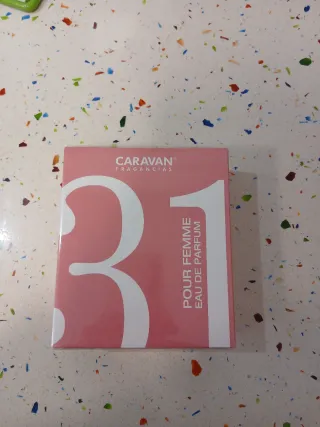 CARAVAN
FRAGANCIAS
31
POUR FEMME
EAU DE PARFUM